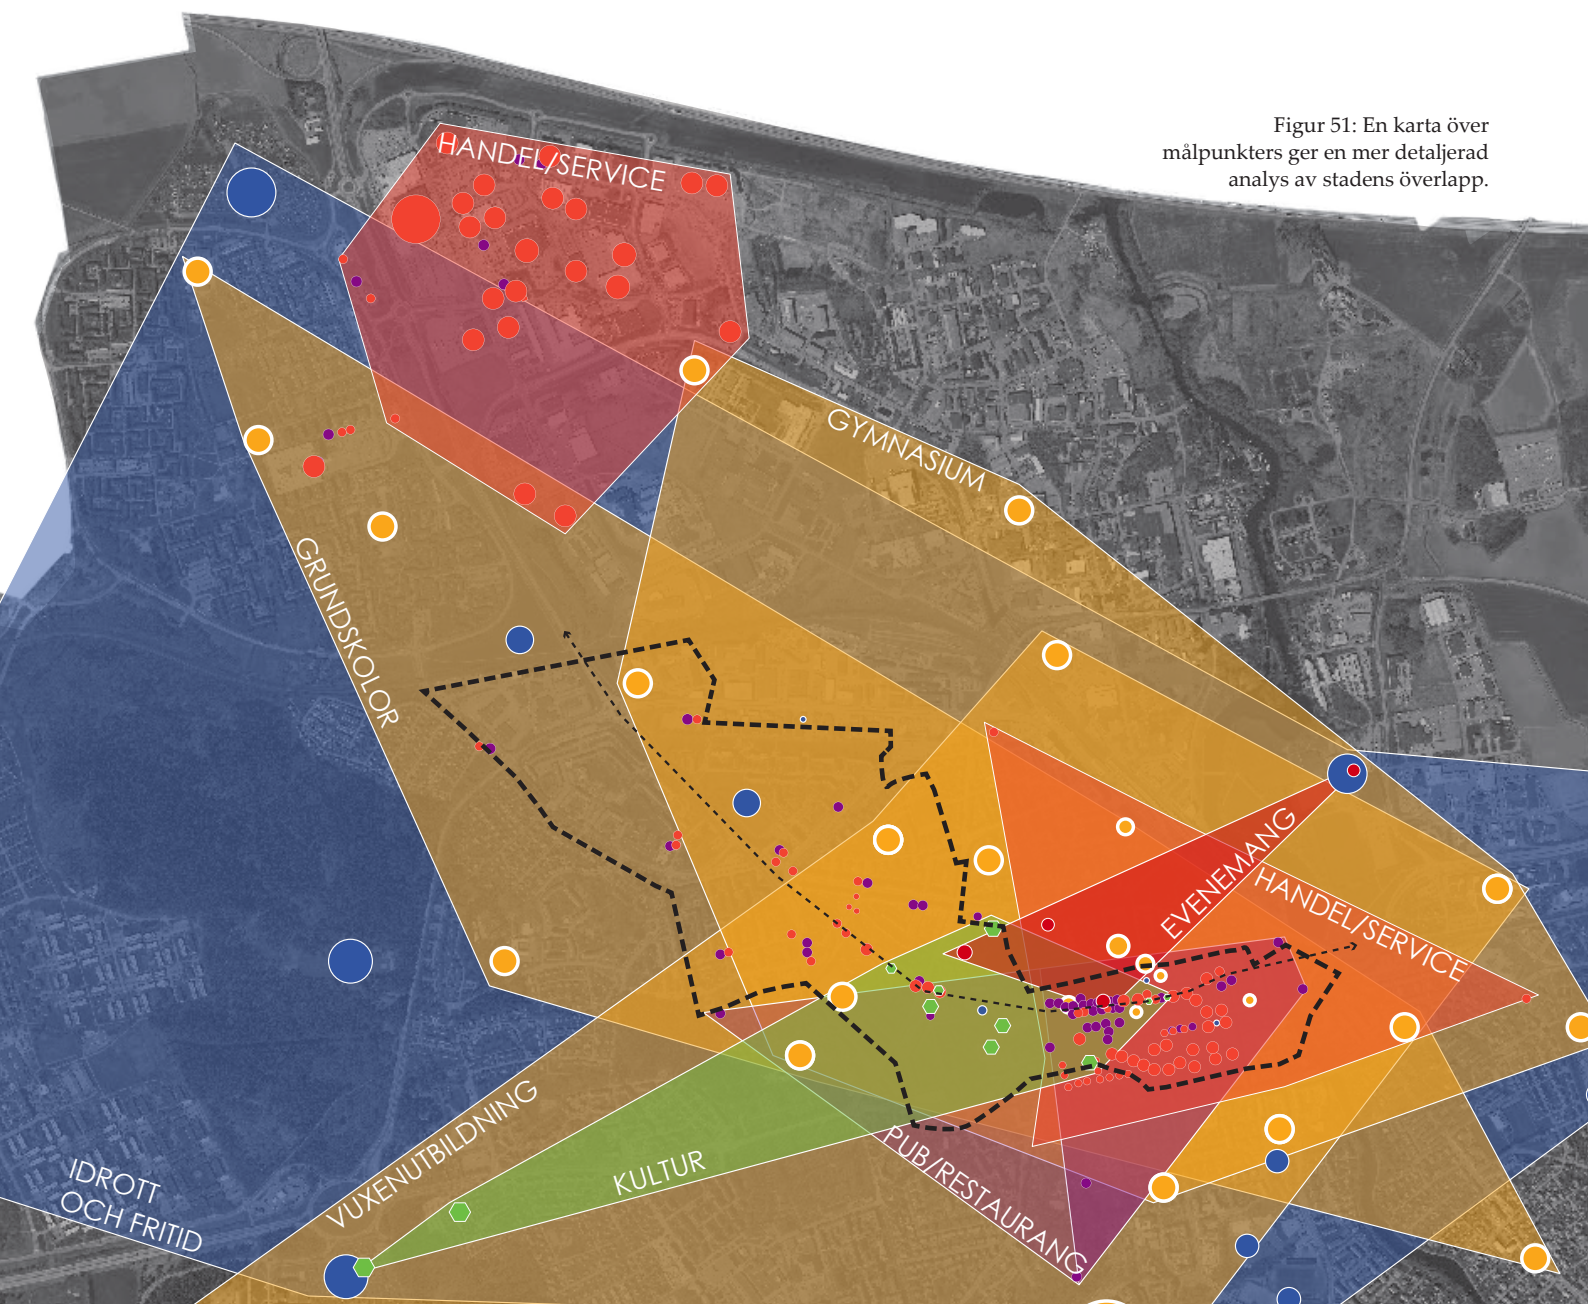 Figur 51: En karta över
målpunkters ger en mer detaljerad
analys av stadens överlapp.
HANDEL/SERVICE
GYMNASIUM
GRUNDSKOLOR
EVENEMANG
HANDEL/SERVICE
VUXENUTBILDNING
KULTUR
PUB/RESTAURANG
IDROTT
OCH FRITID